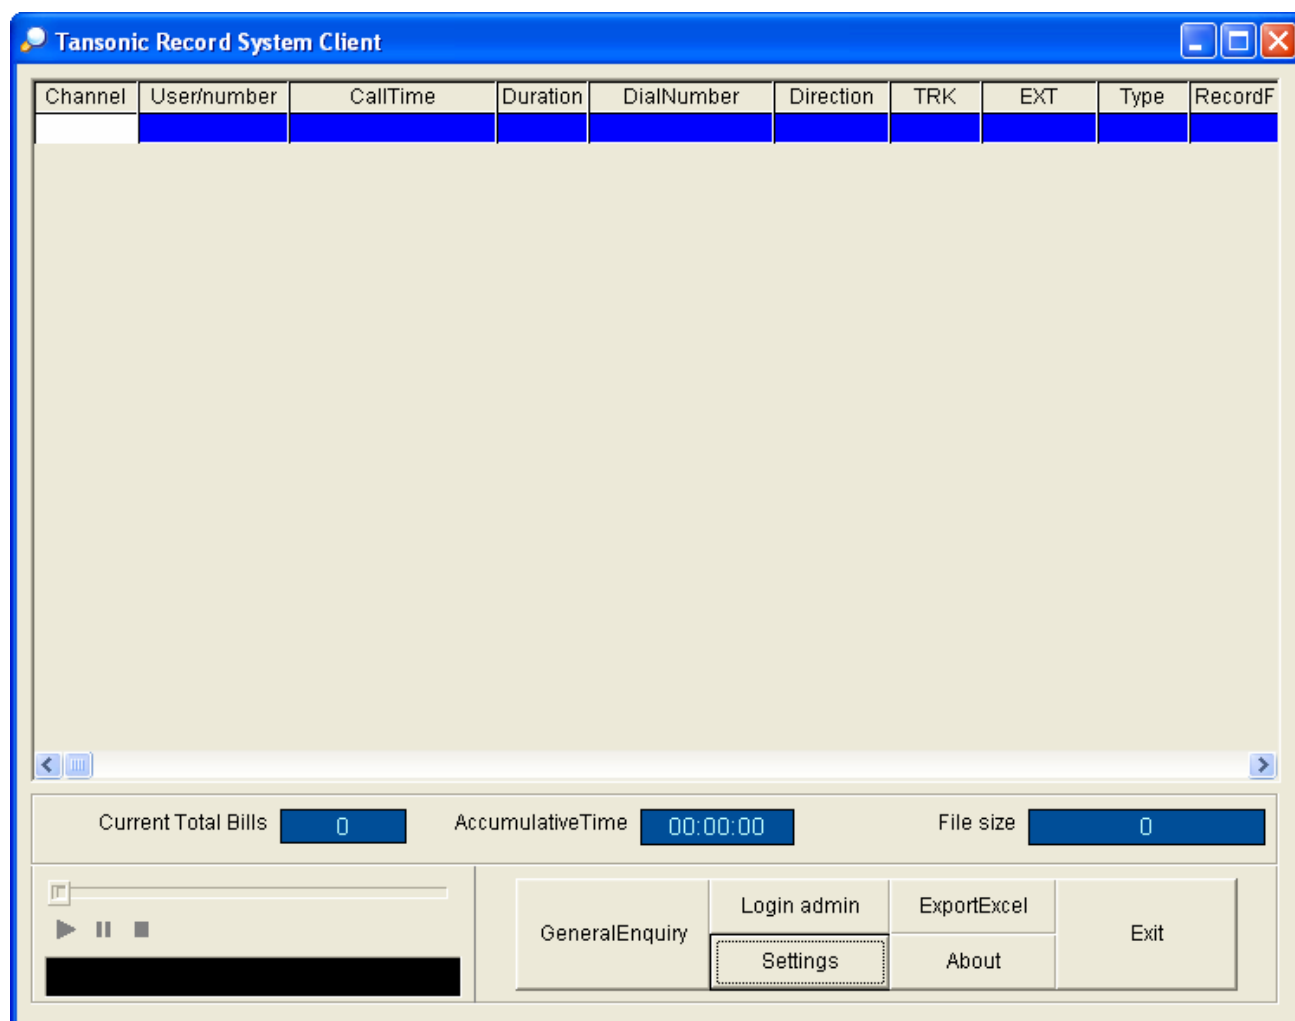 Tansonic Record System Client
Channel User/number CallTime Duration DialNumber Direction TRK EXT Type RecordF
Current Total Bills 0 AccumulativeTime 00:00:00 File size 0
GeneralEnquiry Login admin ExportExcel Exit
Settings About